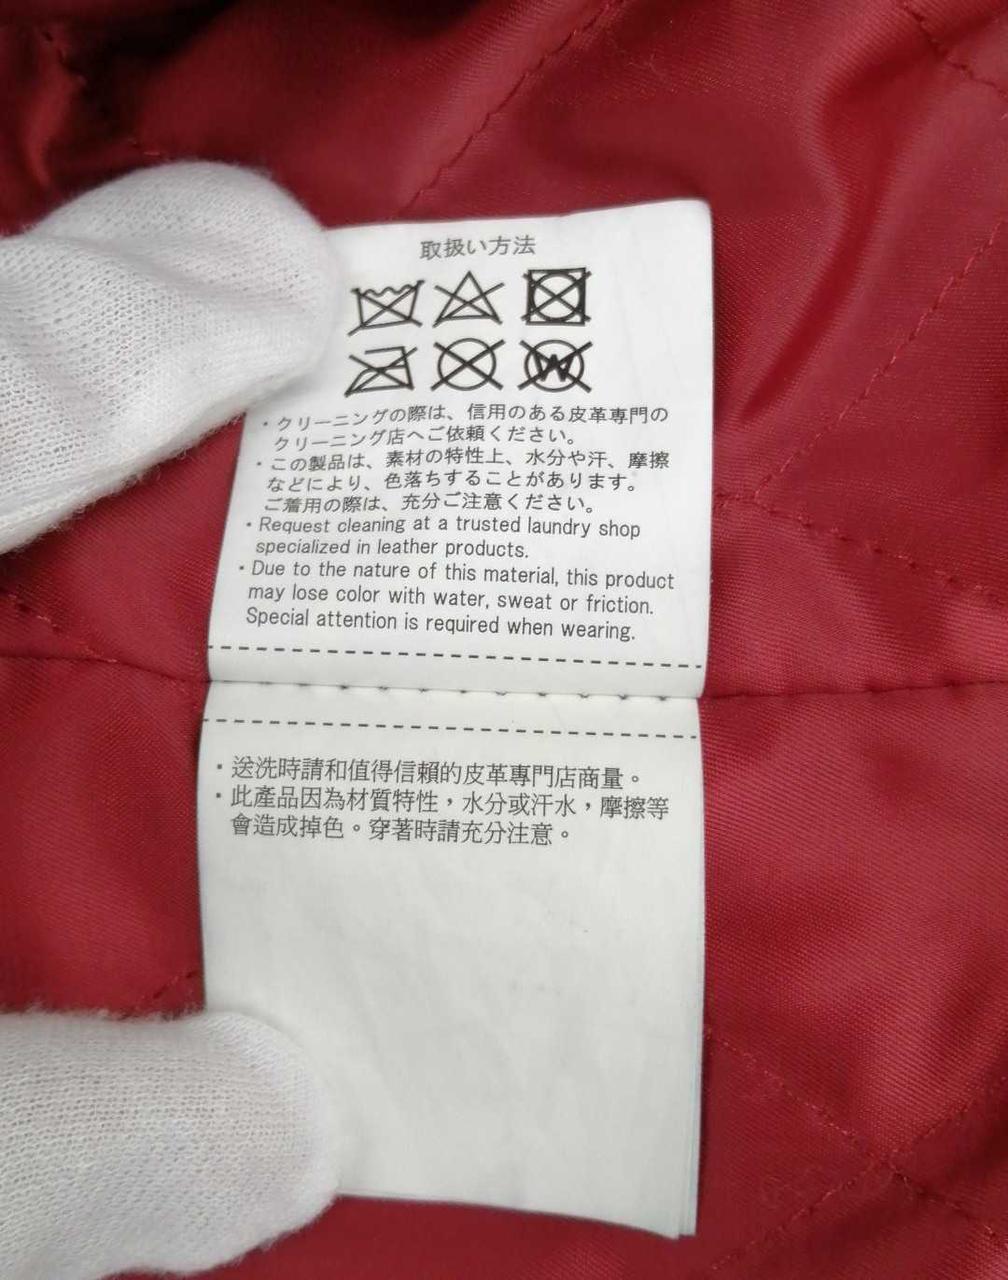 取扱い方法
W
・クリーニングの際は、信用のある皮革専門の
クリーニング店へご依頼ください。
・この製品は、素材の特性上、水分や汗、摩擦
などにより、色落ちすることがあります。
ご着用の際は、充分ご注意ください。
・Request cleaning at a trusted laundry shop
specialized in leather products.
・Due to the nature of this material, this product
may lose color with water, sweat or friction.
Special attention is required when wearing.
・送洗時請和值得信賴的皮革專門店商量。
・此產品因為材質特性，水分或汗水，摩擦等
會造成掉色。穿著時請充分注意。